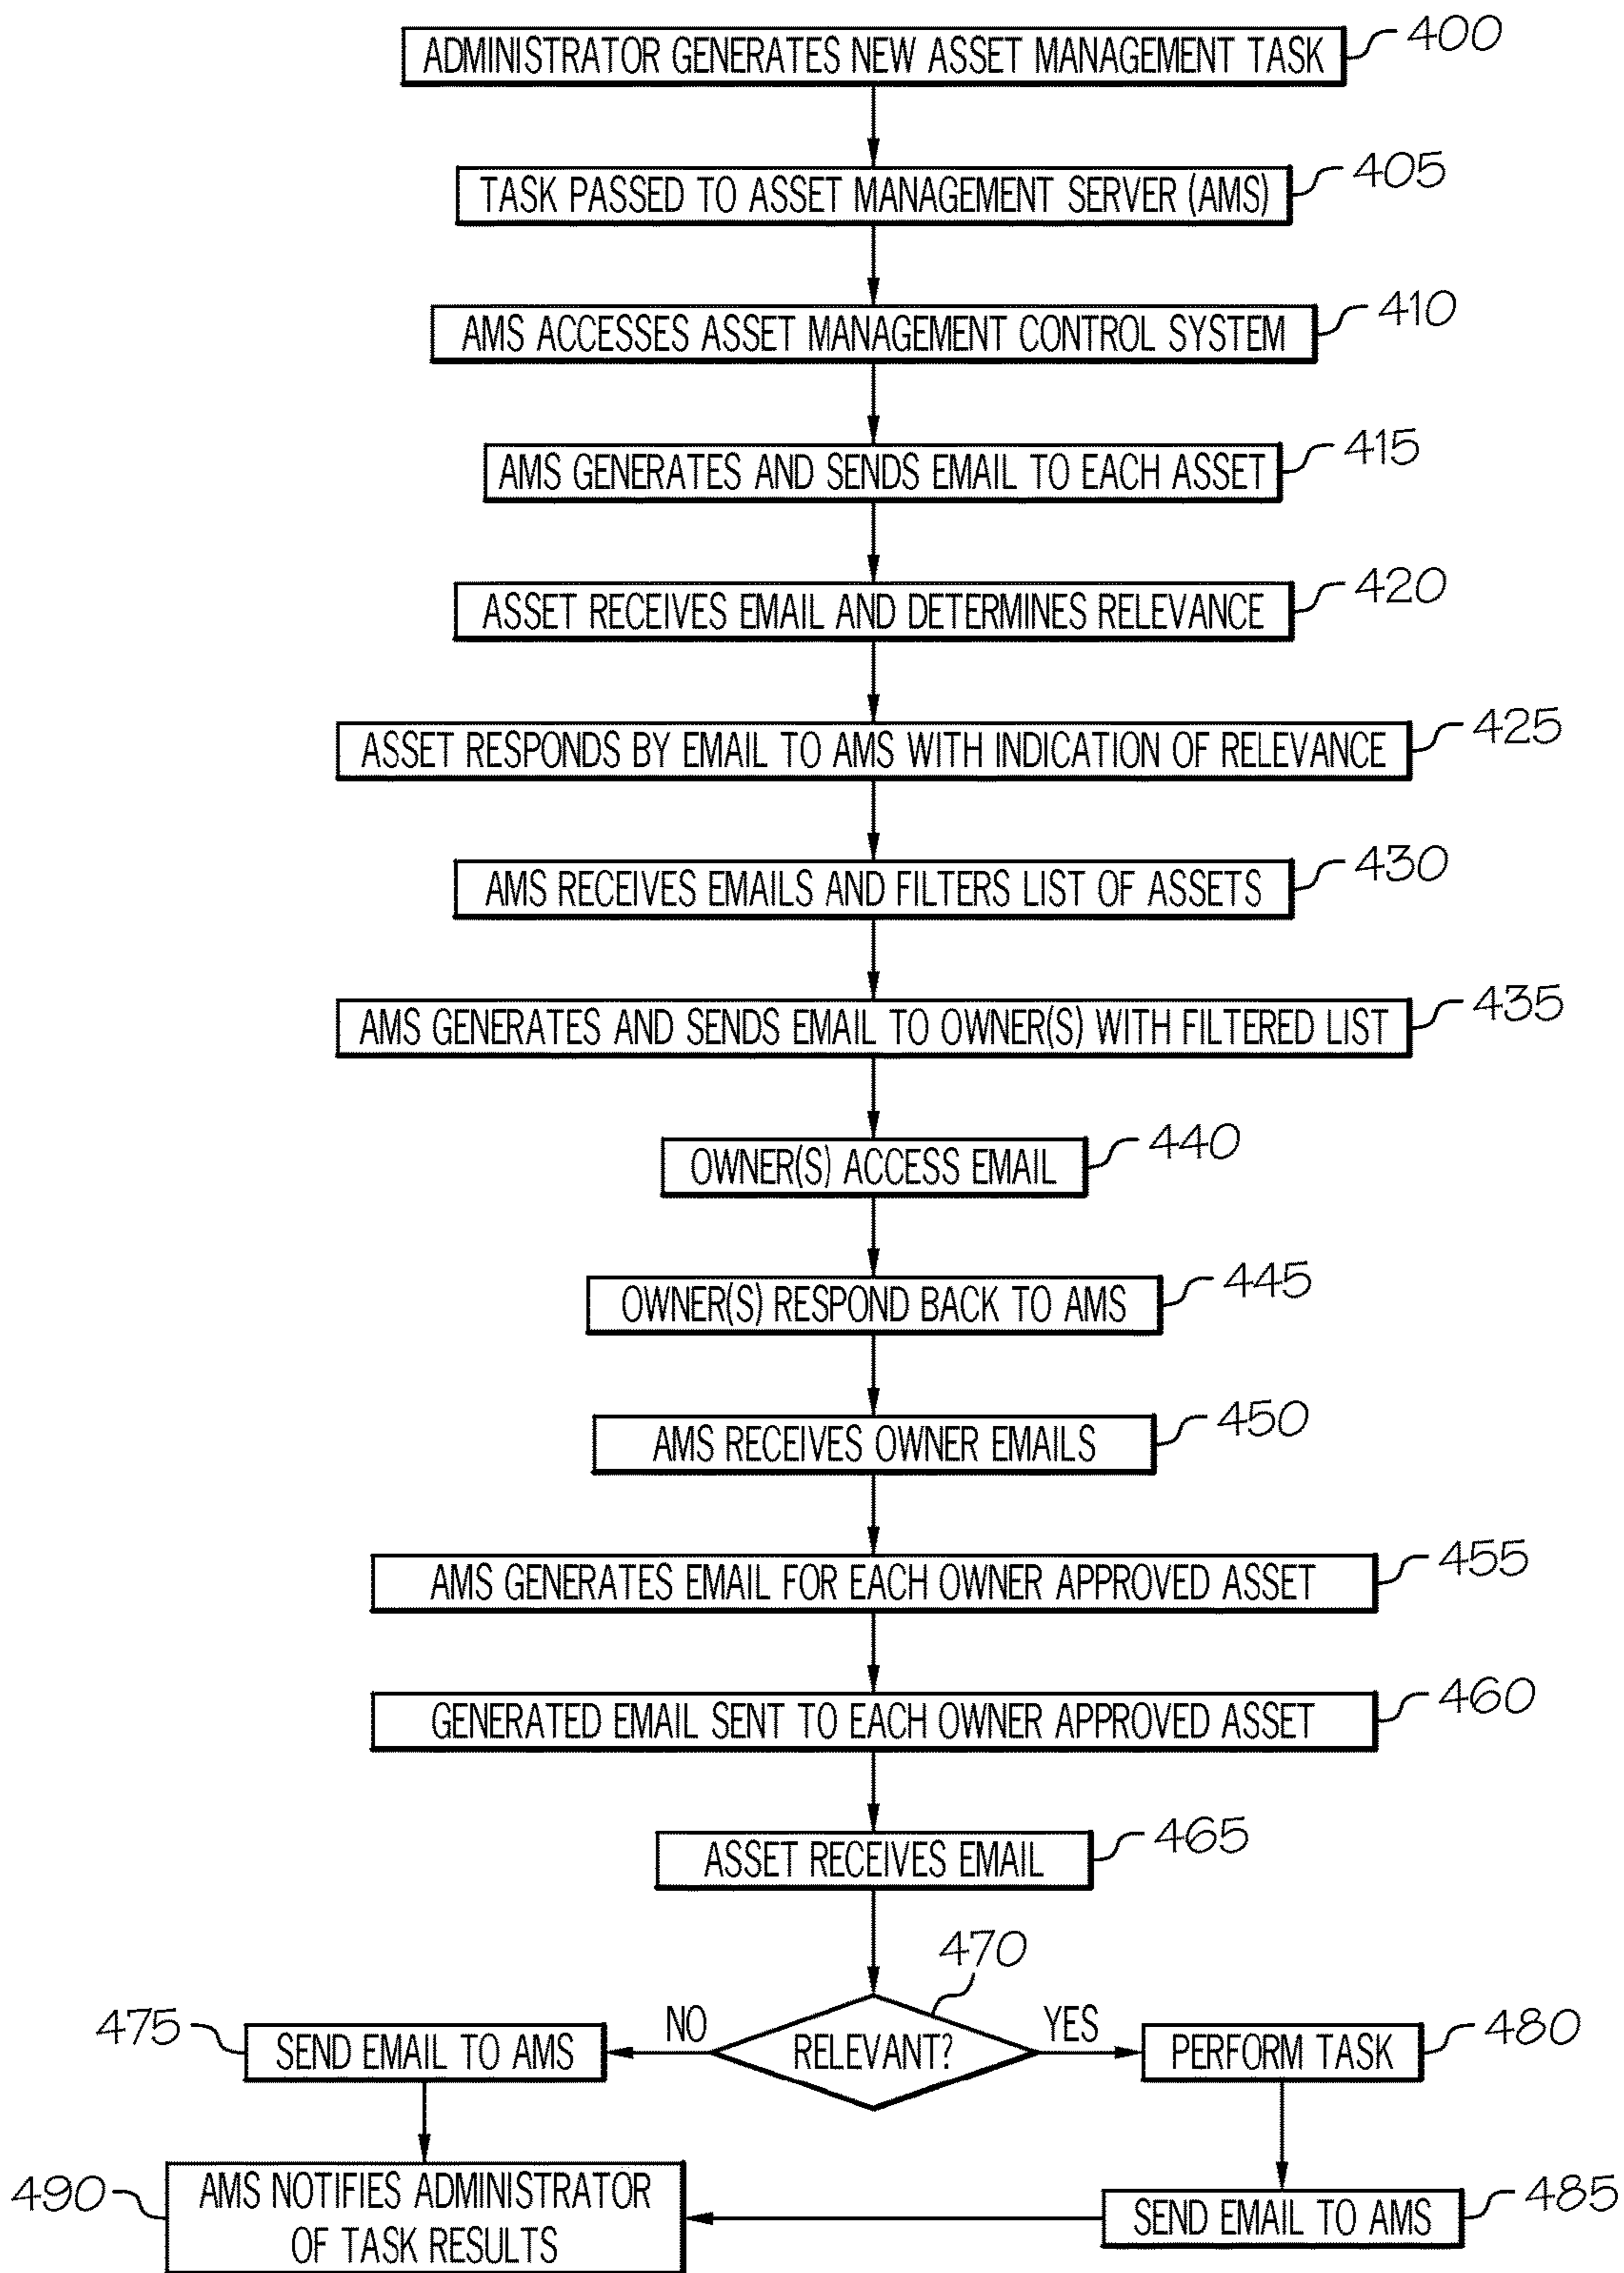 ADMINISTRATOR GENERATES NEW ASSET MANAGEMENT TASK
400
TASK PASSED TO ASSET MANAGEMENT SERVER (AMS)
405
AMS ACCESSES ASSET MANAGEMENT CONTROL SYSTEM
410
AMS GENERATES AND SENDS EMAIL TO EACH ASSET
415
ASSET RECEIVES EMAIL AND DETERMINES RELEVANCE
420
ASSET RESPONDS BY EMAIL TO AMS WITH INDICATION OF RELEVANCE
425
AMS RECEIVES EMAILS AND FILTERS LIST OF ASSETS
430
AMS GENERATES AND SENDS EMAIL TO OWNER(S) WITH FILTERED LIST
435
OWNER(S) ACCESS EMAIL
440
OWNER(S) RESPOND BACK TO AMS
445
AMS RECEIVES OWNER EMAILS
450
AMS GENERATES EMAIL FOR EACH OWNER APPROVED ASSET
455
GENERATED EMAIL SENT TO EACH OWNER APPROVED ASSET
460
ASSET RECEIVES EMAIL
465
470
RELEVANT?
NO
YES
475
SEND EMAIL TO AMS
PERFORM TASK
480
490
AMS NOTIFIES ADMINISTRATOR
OF TASK RESULTS
SEND EMAIL TO AMS
485